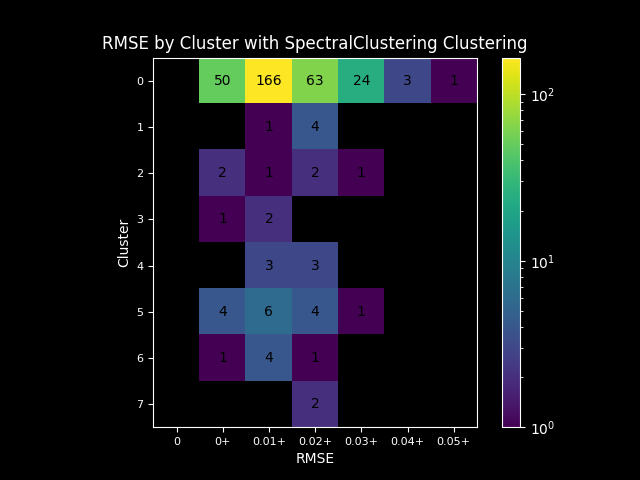 RMSE by Cluster with SpectralClustering Clustering
0 50 166 63 24 3 1
1 1 4
2 2 1 2 1
3 1 2
4 3 3
5 4 6 4 1
6 1 4 1
7 2
0 0+ 0.01+ 0.02+ 0.03+ 0.04+ 0.05+
RMSE
Cluster
10²
10¹
10⁰